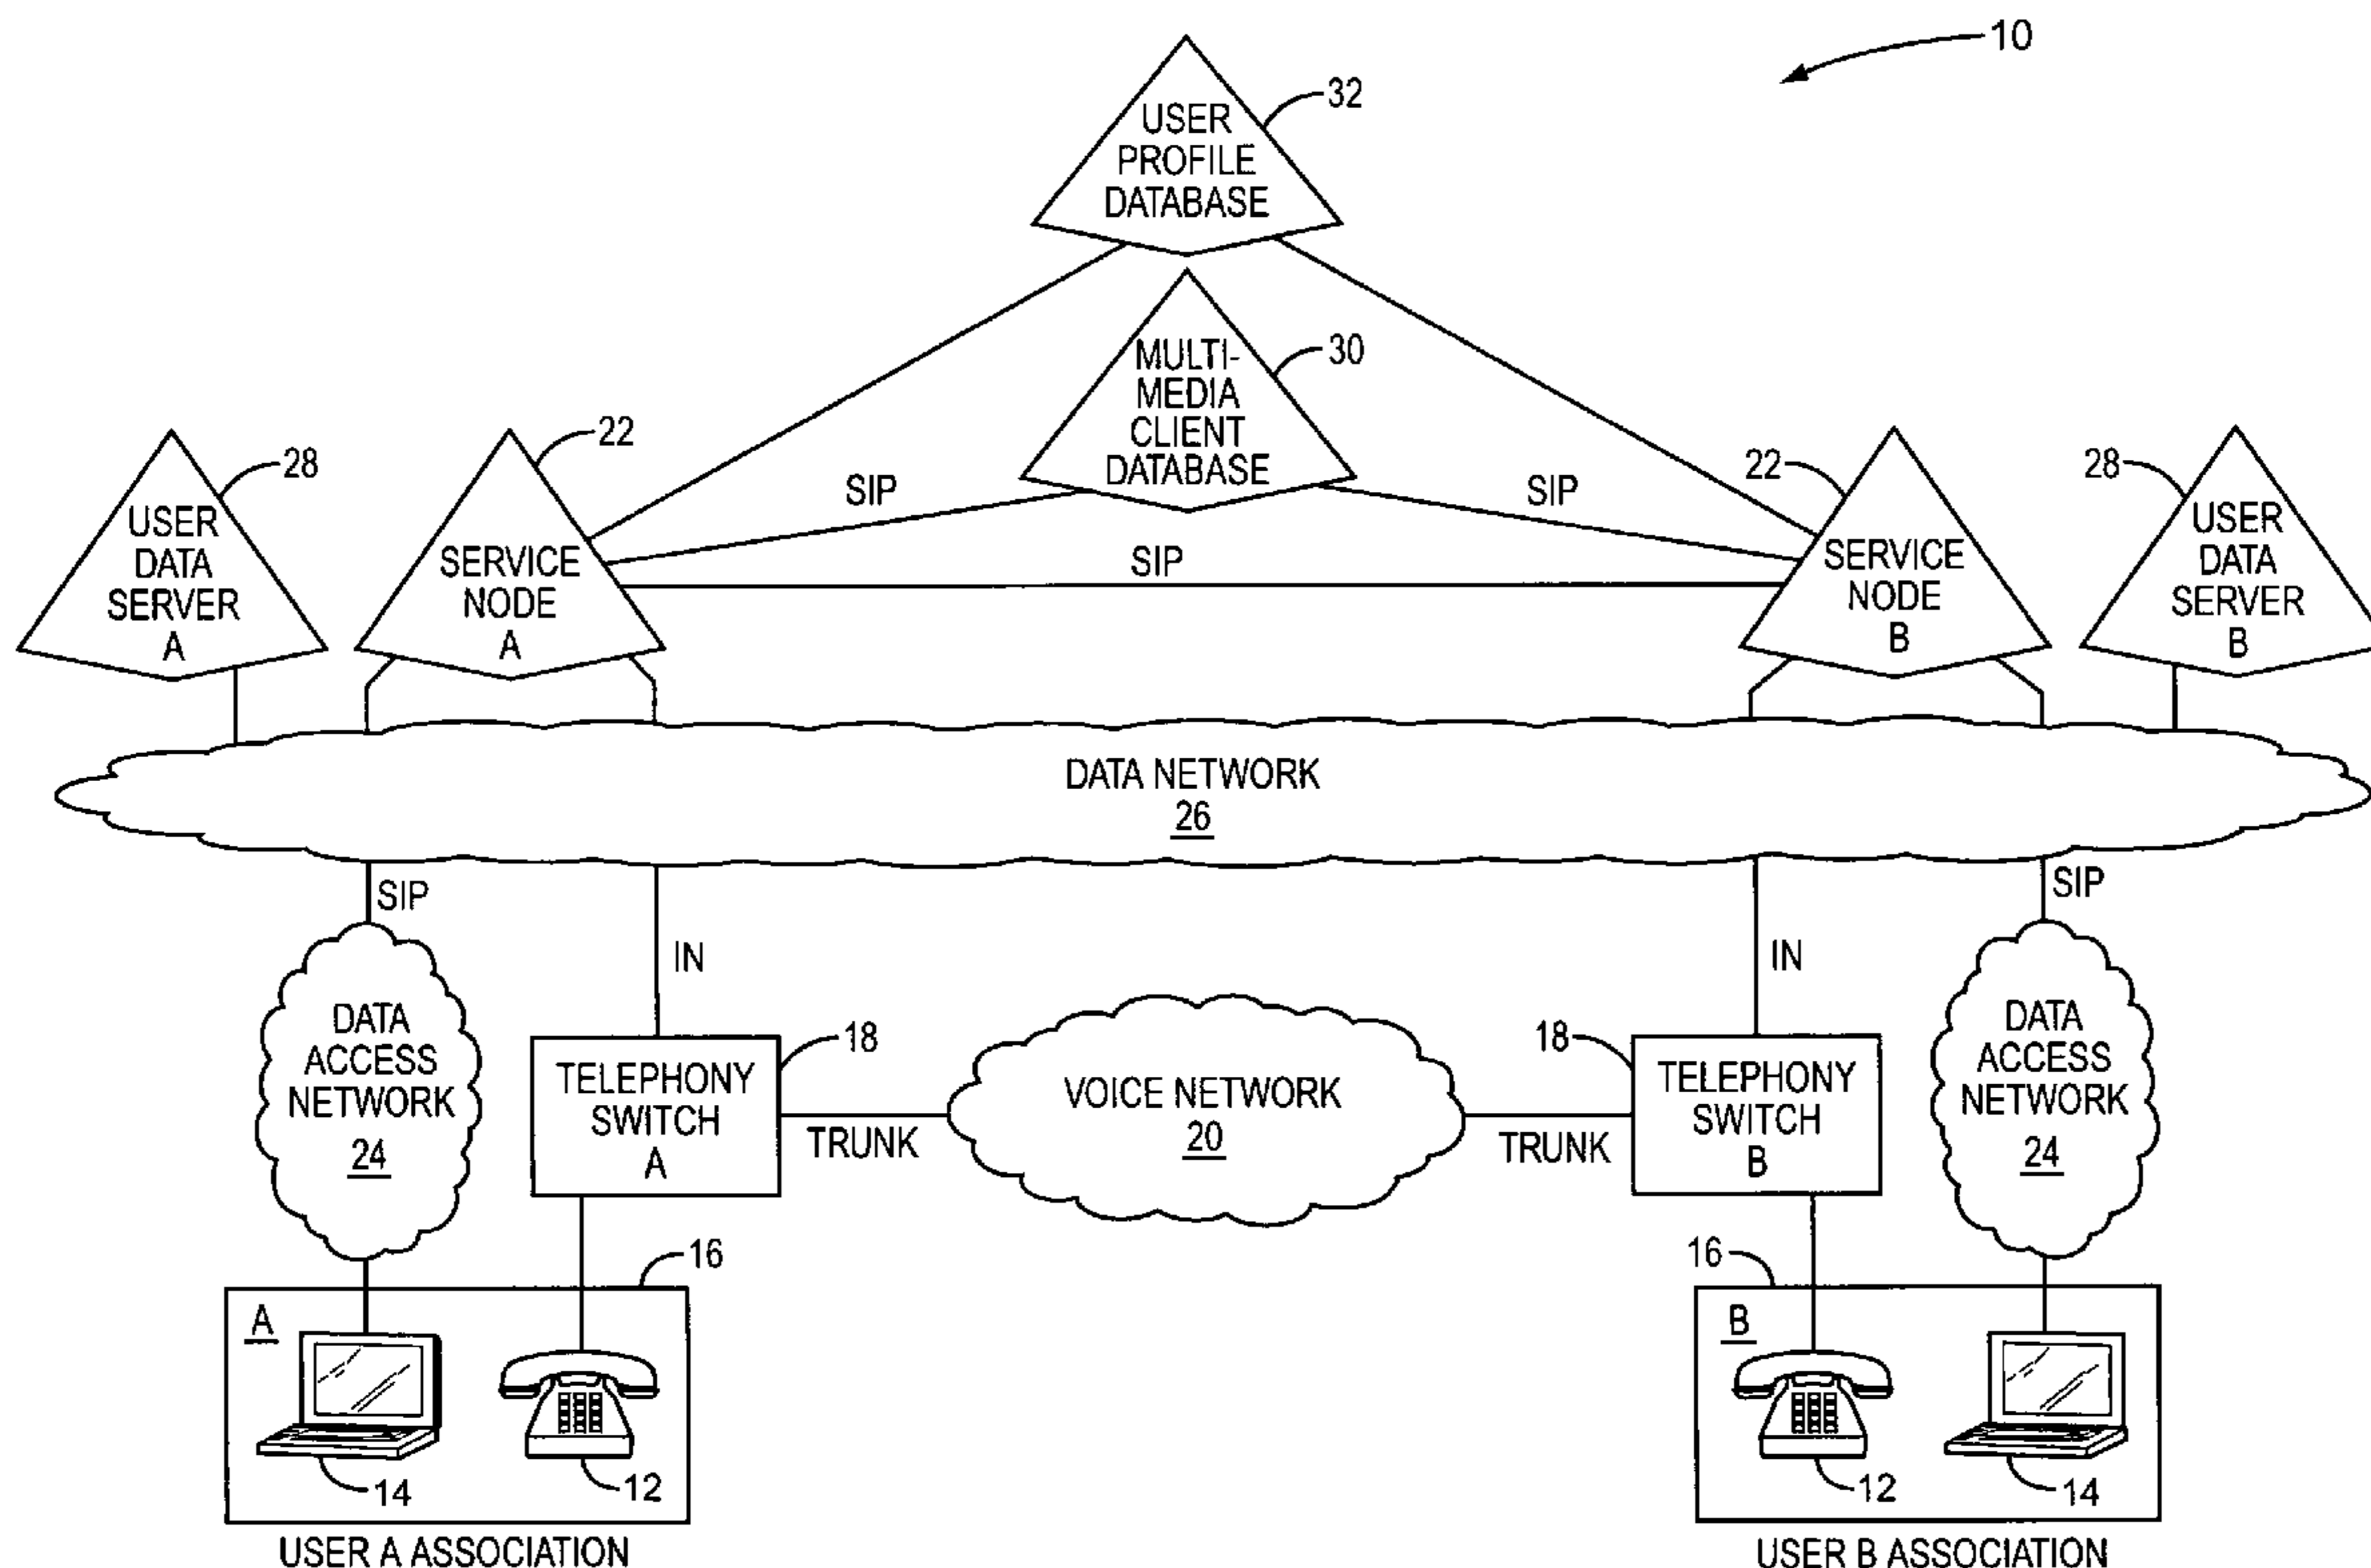 10
32
USER
PROFILE
DATABASE
30
MULTI-
MEDIA
CLIENT
DATABASE
28
USER
DATA
SERVER
A
22
SERVICE
NODE
A
SIP
SIP
SIP
22
SERVICE
NODE
B
28
USER
DATA
SERVER
B
DATA NETWORK
26
SIP
IN
IN
SIP
DATA
ACCESS
NETWORK
24
TELEPHONY
SWITCH
A
18
TRUNK
VOICE NETWORK
20
TRUNK
18
TELEPHONY
SWITCH
B
DATA
ACCESS
NETWORK
24
16
A
14
12
USER A ASSOCIATION
16
B
12
14
USER B ASSOCIATION